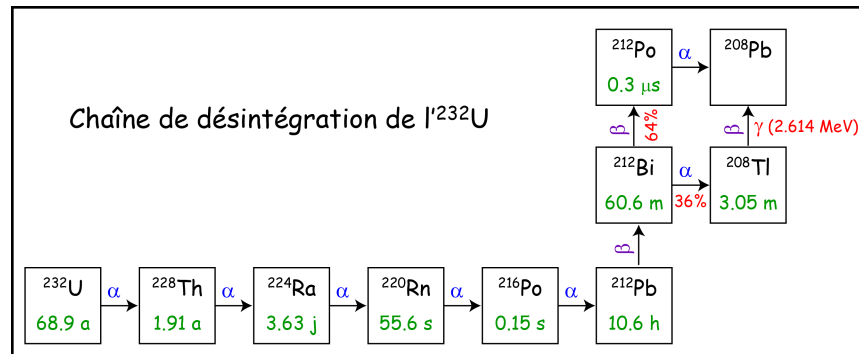 ²¹²Po
0.3 μs
α
²⁰⁸Pb
Chaîne de désintégration de l'²³²U
β
64%
β
γ (2.614 MeV)
²¹²Bi
60.6 m
α
36%
²⁰⁸Tl
3.05 m
β
²³²U
68.9 a
α
²²⁸Th
1.91 a
α
²²⁴Ra
3.63 j
α
²²⁰Rn
55.6 s
α
²¹⁶Po
0.15 s
α
²¹²Pb
10.6 h